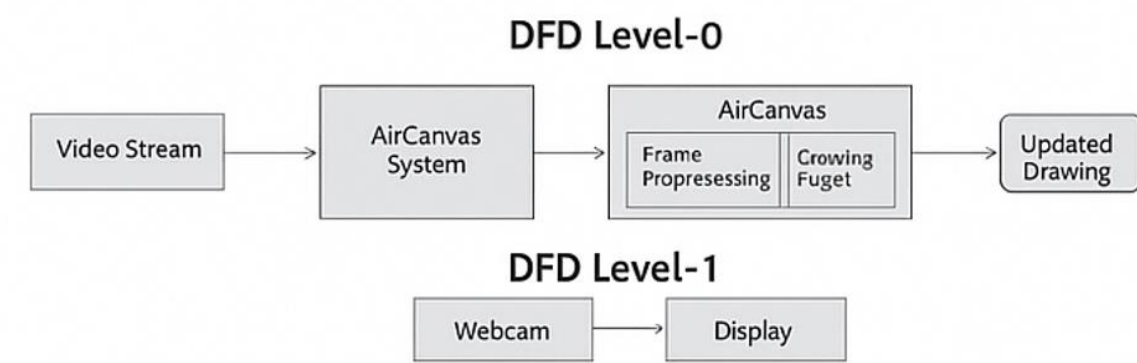 DFD Level-0
Video Stream
AirCanvas
System
AirCanvas
Frame
Propresessing
Crowing
Fuget
Updated
Drawing
DFD Level-1
Webcam
Display